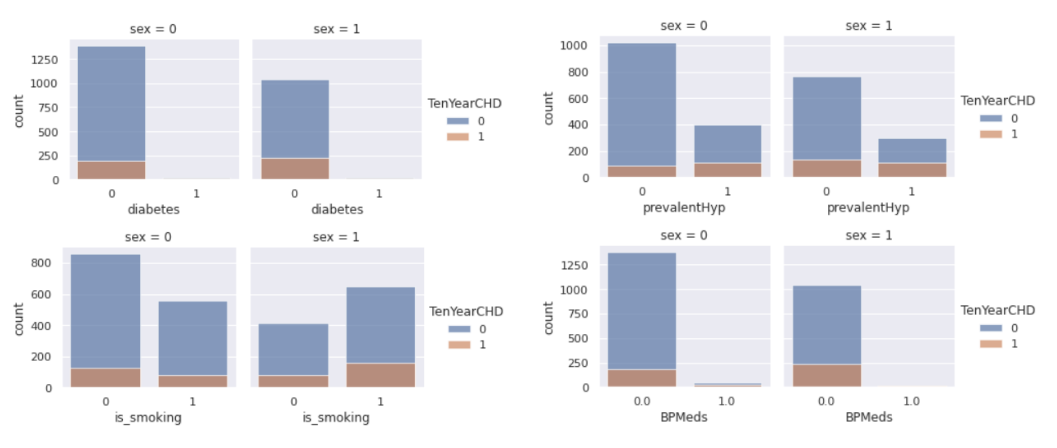 sex = 0 sex = 1
1250
1000
750
500
250
0
count
0 1 0 1
diabetes diabetes
TenYearCHD
0
1
sex = 0 sex = 1
1000
800
600
400
200
0
count
0 1 0 1
prevalentHyp prevalentHyp
TenYearCHD
0
1
sex = 0 sex = 1
800
600
400
200
0
count
0 1 0 1
is_smoking is_smoking
TenYearCHD
0
1
sex = 0 sex = 1
1250
1000
750
500
250
0
count
0.0 1.0 0.0 1.0
BPMeds BPMeds
TenYearCHD
0
1